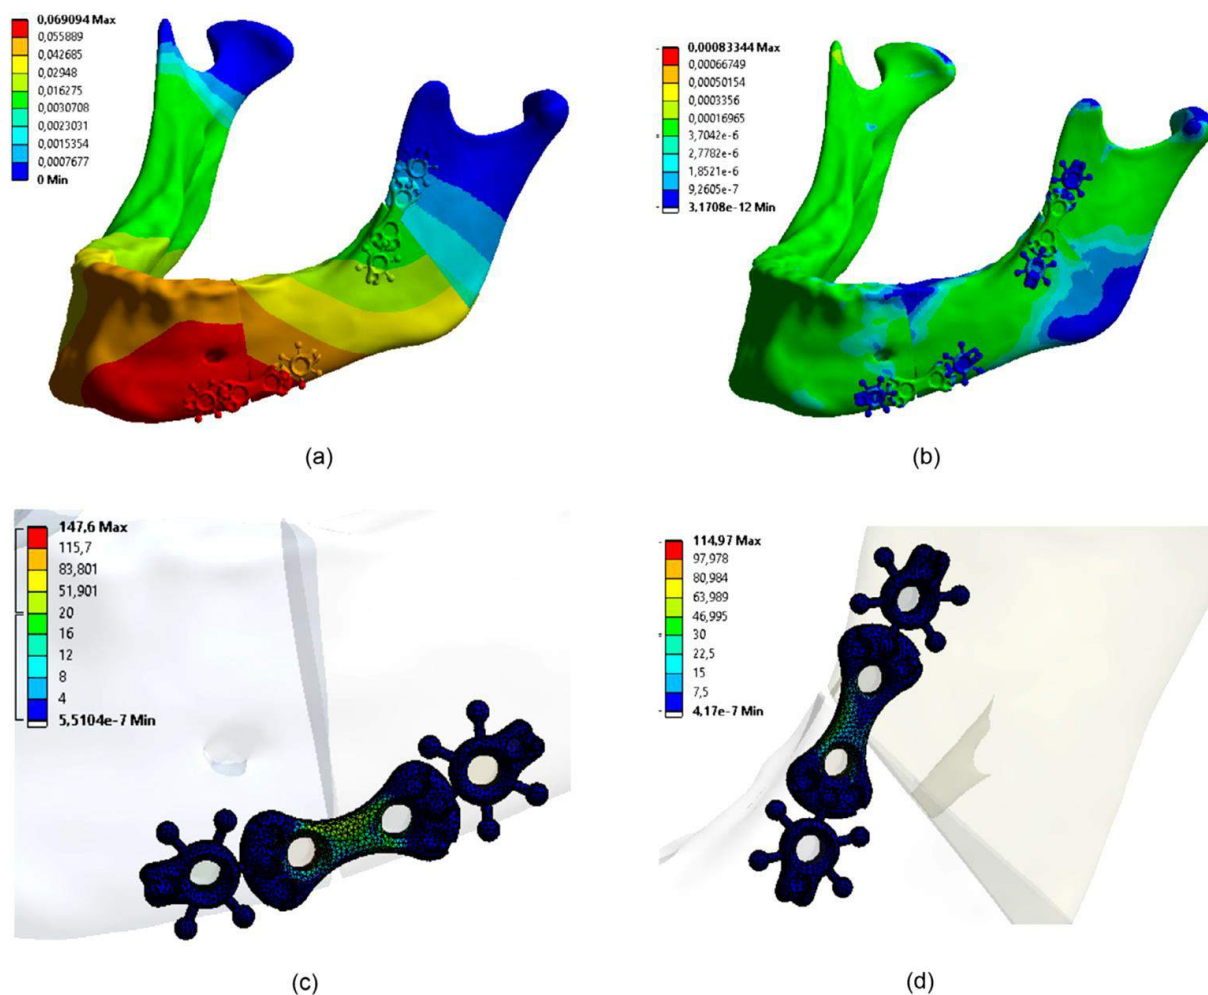 0,069094 Max
0,055889
0,042685
0,02948
0,016275
0,0030708
0,0023031
0,0015354
0,0007677
0 Min
(a)
0,00083344 Max
0,00066749
0,00050154
0,0003356
0,00016965
3,7042e-6
2,7782e-6
1,8521e-6
9,2605e-7
3,1708e-12 Min
(b)
147,6 Max
115,7
83,801
51,901
20
16
12
8
4
5,5104e-7 Min
(c)
114,97 Max
97,978
80,984
63,989
46,995
30
22,5
15
7,5
4,17e-7 Min
(d)